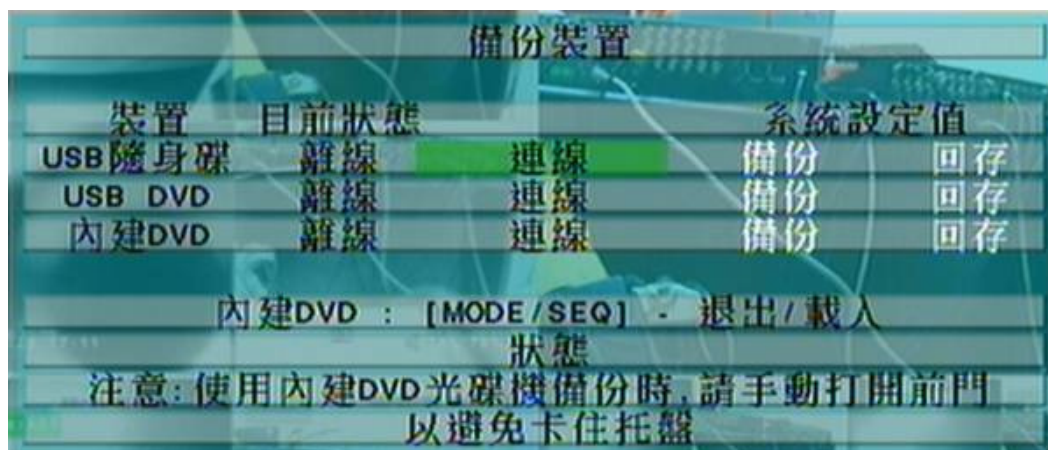 備份裝置
裝置 目前狀態 系統設定值
USB隨身碟 離線 連線 備份 回存
USB DVD 離線 連線 備份 回存
內建DVD 離線 連線 備份 回存
內建DVD : [MODE/SEQ] - 退出/載入
狀態
注意:使用內建DVD光碟機備份時,請手動打開前門
以避免卡住托盤